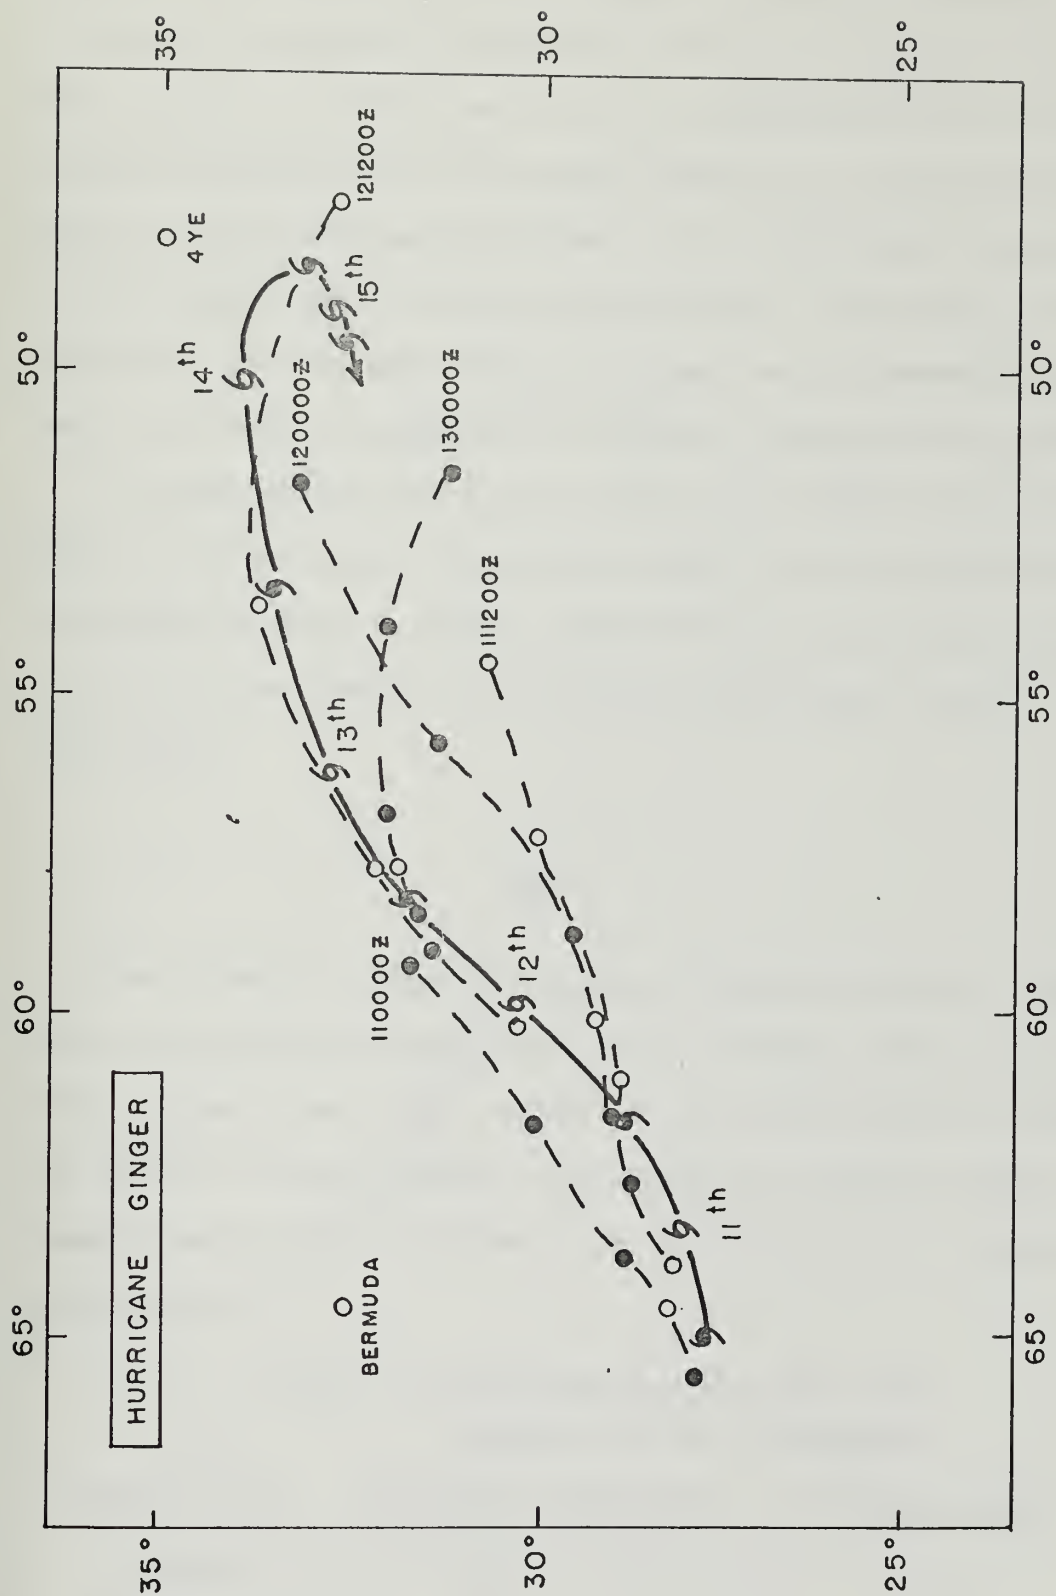 HURRICANE GINGER
65°
60°
55°
50°
35°
35°
30°
30°
25°
25°
65°
60°
55°
50°
BERMUDA
4YE
11th
12th
13th
14th
15th
110000Z
111200Z
120000Z
121200Z
130000Z